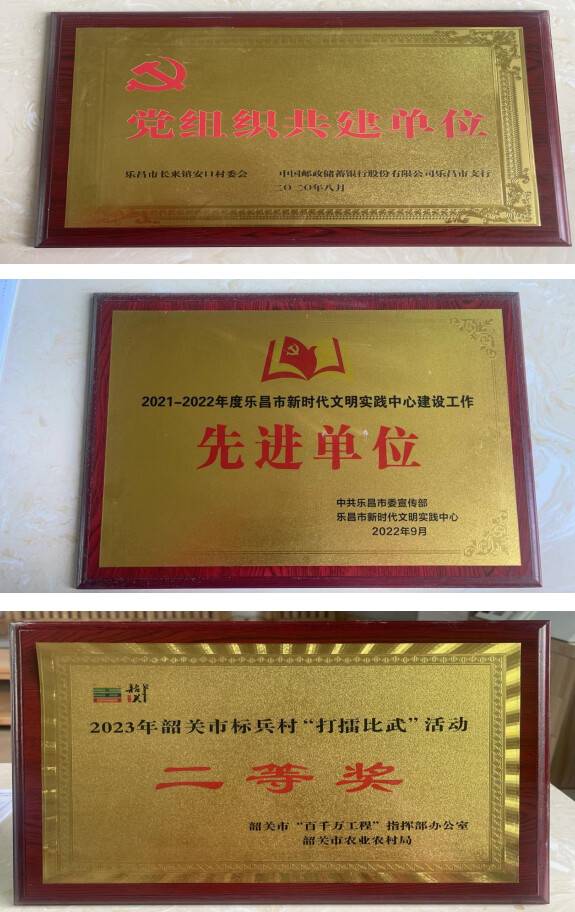 党组织共建单位
乐昌市长来镇安口村委会 中国邮政储蓄银行股份有限公司乐昌市支行
二〇二〇年八月
2021-2022年度乐昌市新时代文明实践中心建设工作
先进单位
中共乐昌市委宣传部
乐昌市新时代文明实践中心
2022年9月
韶关
2023年韶关市标兵村“打擂比武”活动
二等奖
韶关市“百千万工程”指挥部办公室
韶关市农业农村局